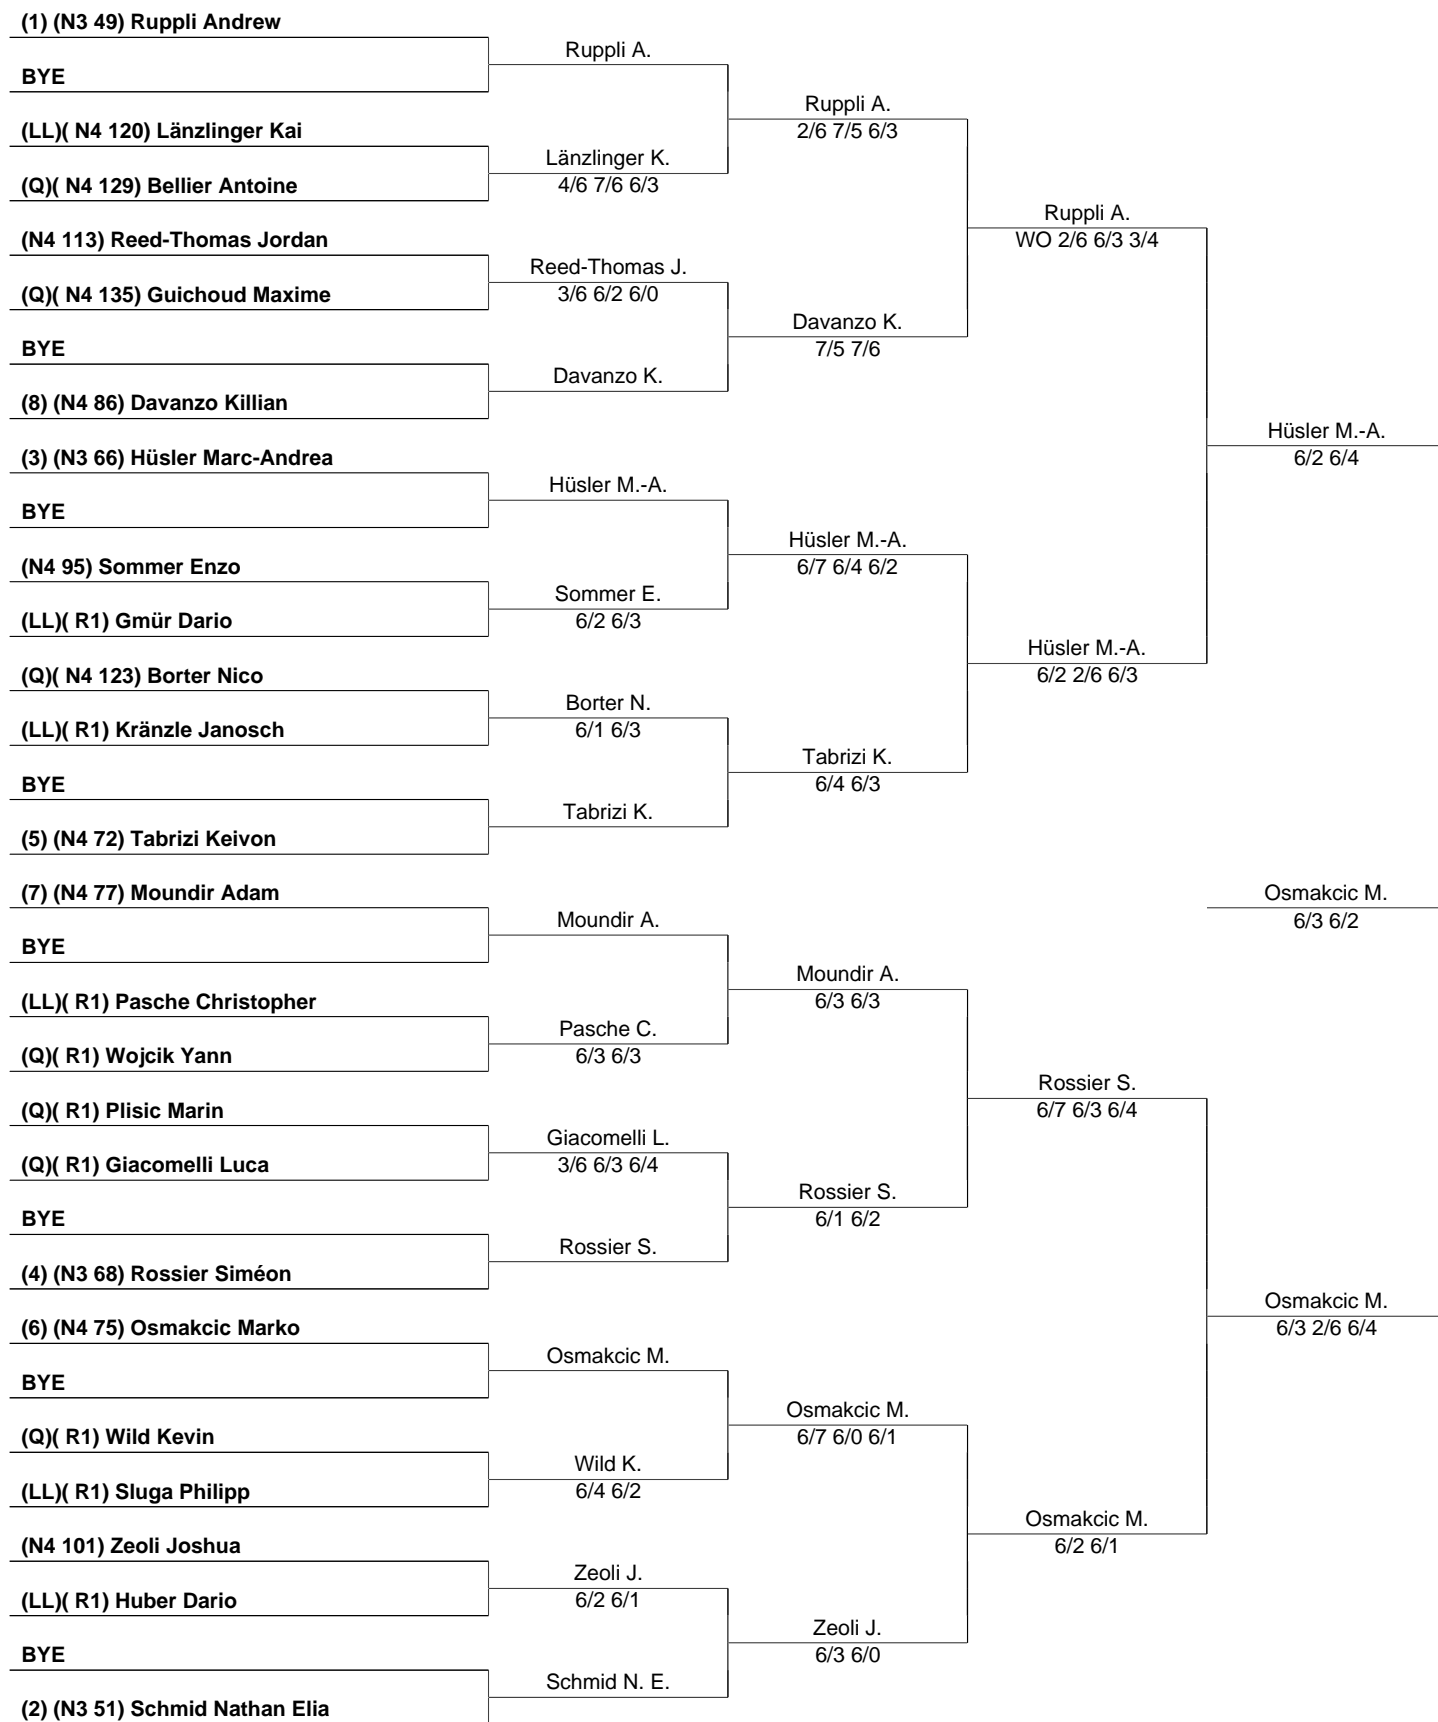 (1) (N3 49) Ruppli Andrew
Ruppli A.
BYE
Ruppli A.
2/6 7/5 6/3
(LL)( N4 120) Länzlinger Kai
Länzlinger K.
4/6 7/6 6/3
(Q)( N4 129) Bellier Antoine
Ruppli A.
WO 2/6 6/3 3/4
(N4 113) Reed-Thomas Jordan
Reed-Thomas J.
3/6 6/2 6/0
(Q)( N4 135) Guichoud Maxime
Davanzo K.
7/5 7/6
BYE
Davanzo K.
(8) (N4 86) Davanzo Killian
Hüsler M.-A.
6/2 6/4
(3) (N3 66) Hüsler Marc-Andrea
Hüsler M.-A.
BYE
Hüsler M.-A.
6/7 6/4 6/2
(N4 95) Sommer Enzo
Sommer E.
6/2 6/3
(LL)( R1) Gmür Dario
Hüsler M.-A.
6/2 2/6 6/3
(Q)( N4 123) Borter Nico
Borter N.
6/1 6/3
(LL)( R1) Kränzle Janosch
Tabrizi K.
6/4 6/3
BYE
Tabrizi K.
(5) (N4 72) Tabrizi Keivon
(7) (N4 77) Moundir Adam
Osmakcic M.
6/3 6/2
Moundir A.
BYE
Moundir A.
6/3 6/3
(LL)( R1) Pasche Christopher
Pasche C.
6/3 6/3
(Q)( R1) Wojcik Yann
Rossier S.
6/7 6/3 6/4
(Q)( R1) Plisic Marin
Giacomelli L.
3/6 6/3 6/4
(Q)( R1) Giacomelli Luca
Rossier S.
6/1 6/2
BYE
Rossier S.
(4) (N3 68) Rossier Siméon
Osmakcic M.
6/3 2/6 6/4
(6) (N4 75) Osmakcic Marko
Osmakcic M.
BYE
Osmakcic M.
6/7 6/0 6/1
(Q)( R1) Wild Kevin
Wild K.
6/4 6/2
(LL)( R1) Sluga Philipp
Osmakcic M.
6/2 6/1
(N4 101) Zeoli Joshua
Zeoli J.
6/2 6/1
(LL)( R1) Huber Dario
Zeoli J.
6/3 6/0
BYE
Schmid N. E.
(2) (N3 51) Schmid Nathan Elia